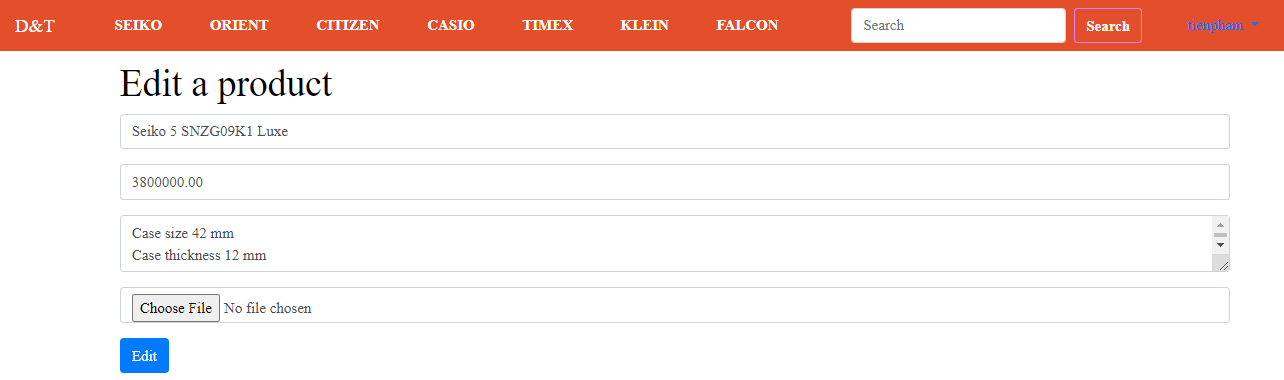 D&T SEIKO ORIENT CITIZEN CASIO TIMEX KLEIN FALCON Search Search tieupham
Edit a product
Seiko 5 SNZG09K1 Luxe
3800000.00
Case size 42 mm
Case thickness 12 mm
Choose File No file chosen
Edit